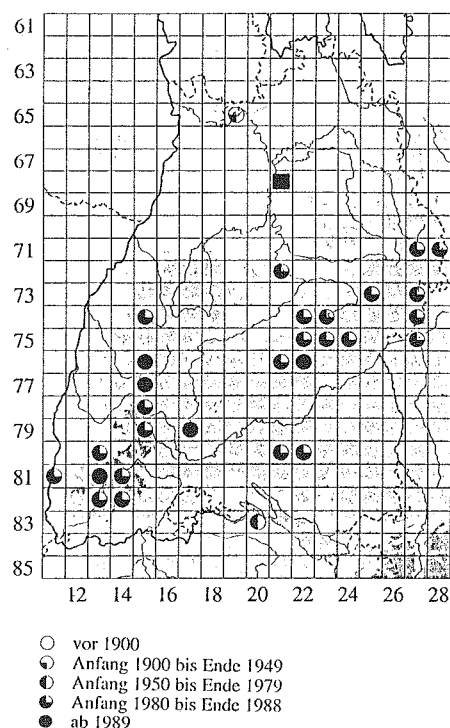 61
63
65
67
69
71
73
75
77
79
81
83
85
12 14 16 18 20 22 24 26 28
vor 1900
Anfang 1900 bis Ende 1949
Anfang 1950 bis Ende 1979
Anfang 1980 bis Ende 1988
ab 1989